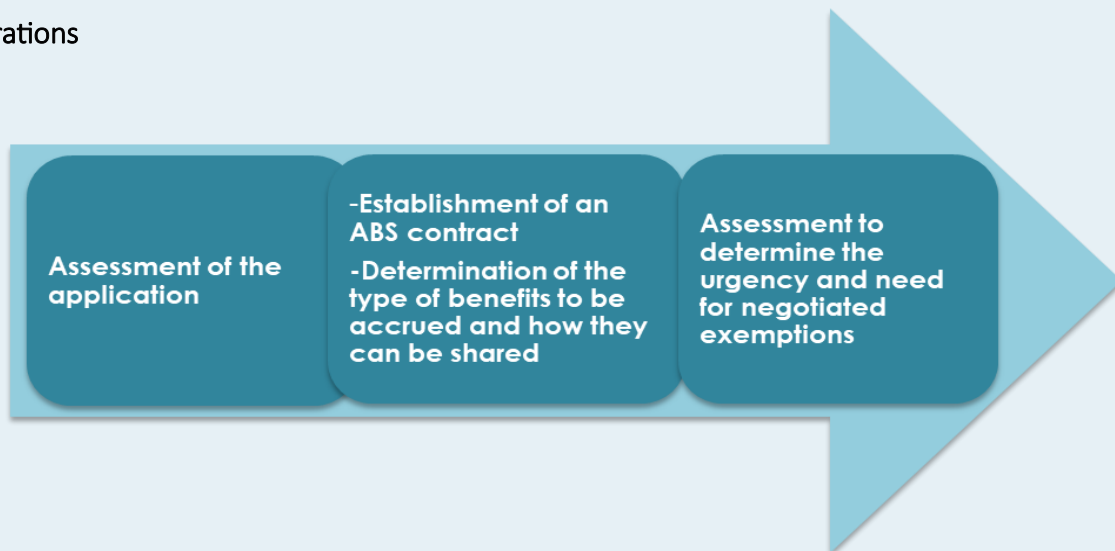 rations
Assessment of the
application
-Establishment of an
ABS contract
-Determination of the
type of benefits to be
accrued and how they
can be shared
Assessment to
determine the
urgency and need
for negotiated
exemptions